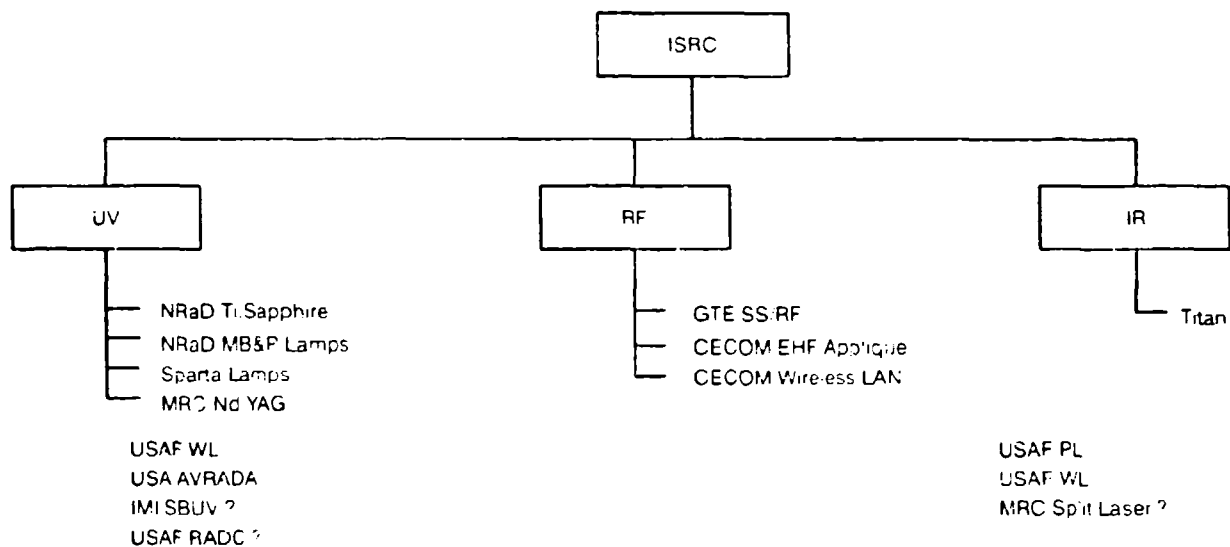 ISRC
UV
RF
IR
NRaD Ti:Sapphire
NRaD MB&P Lamps
Sparta Lamps
MRC Nd YAG
USAF WL
USA AVRADA
IMI SBUV ?
USAF RADC ?
GTE SS/RF
CECOM EHF Applique
CECOM Wireless LAN
Titan
USAF PL
USAF WL
MRC Split Laser ?